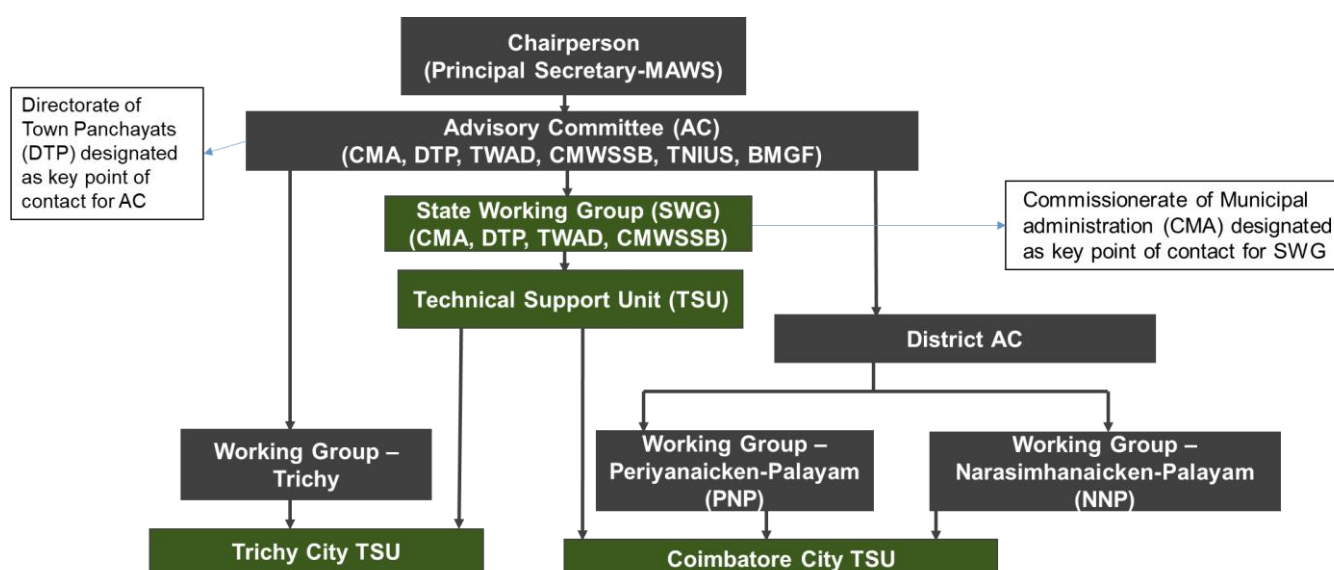 Chairperson
(Principal Secretary-MAWS)
Directorate of
Town Panchayats
(DTP) designated
as key point of
contact for AC
Advisory Committee (AC)
(CMA, DTP, TWAD, CMWSSB, TNIUS, BMGF)
State Working Group (SWG)
(CMA, DTP, TWAD, CMWSSB)
Commissionerate of Municipal
administration (CMA) designated
as key point of contact for SWG
Technical Support Unit (TSU)
District AC
Working Group –
Trichy
Working Group –
Periyanaicken-Palayam
(PNP)
Working Group –
Narasimhanaicken-Palayam
(NNP)
Trichy City TSU
Coimbatore City TSU